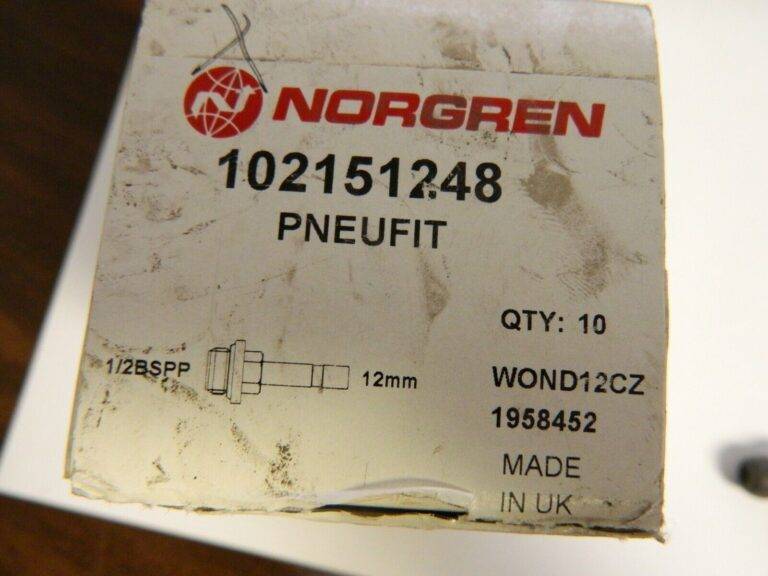 NORGREN
102151248
PNEUFIT
QTY: 10
1/2BSPP
12mm
WOND12CZ
1958452
MADE
IN UK